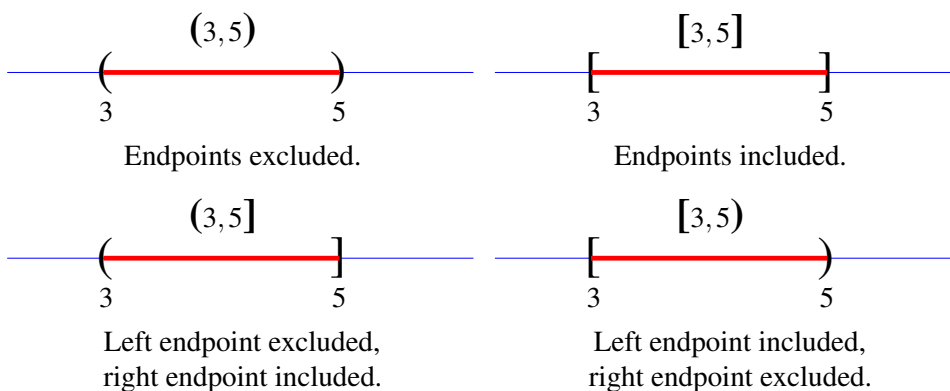 (3,5) [3,5]
( ) [ ]
3 5 3 5
Endpoints excluded. Endpoints included.
(3,5] [3,5)
( ] [ )
3 5 3 5
Left endpoint excluded, Left endpoint included,
right endpoint included. right endpoint excluded.